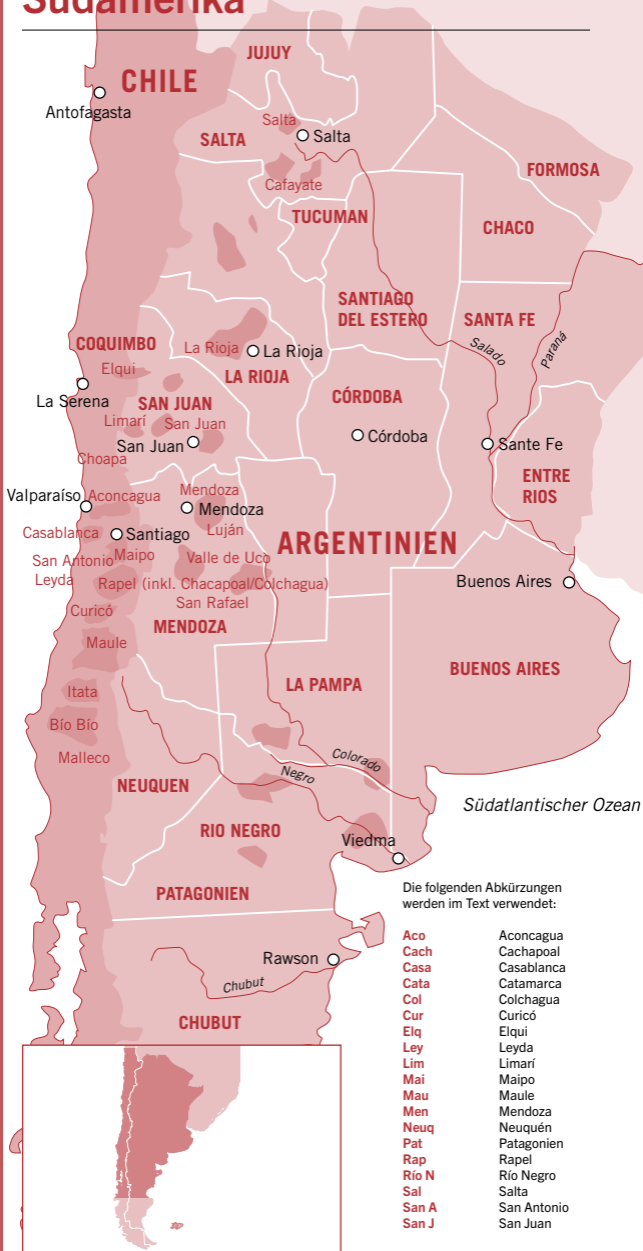 Südamerika
JUJUY
CHILE
Antofagasta
Salta
Salta
SALTA
FORMOSA
Cafayate
TUCUMAN
CHACO
SANTIAGO
DEL ESTERO
SANTA FE
Salado
Paraná
COQUIMBO
La Rioja
La Rioja
Elqui
LA RIOJA
La Serena
SAN JUAN
CÓRDOBA
Limarí
San Juan
San Juan
Córdoba
Sante Fe
Choapa
ENTRE
RIOS
Valparaíso
Aconcagua
Mendoza
Mendoza
Casablanca
Santiago
Luján
ARGENTINIEN
San Antonio
Maipo
Valle de Uco
Leyda
Rapel (inkl. Chacapoal/Colchagua)
Buenos Aires
San Rafael
Curicó
MENDOZA
Maule
BUENOS AIRES
LA PAMPA
Itata
Bío Bío
Malleco
Colorado
Negro
NEUQUEN
Südatlantischer Ozean
RIO NEGRO
Viedma
PATAGONIEN
Die folgenden Abkürzungen
werden im Text verwendet:
Rawson
Chubut
CHUBUT
Aco Aconcagua
Cach Cachapoal
Casa Casablanca
Cata Catamarca
Col Colchagua
Cur Curicó
Elq Elqui
Ley Leyda
Lim Limarí
Mai Maipo
Mau Maule
Men Mendoza
Neuq Neuquén
Pat Patagonien
Rap Rapel
Río N Río Negro
Sal Salta
San A San Antonio
San J San Juan